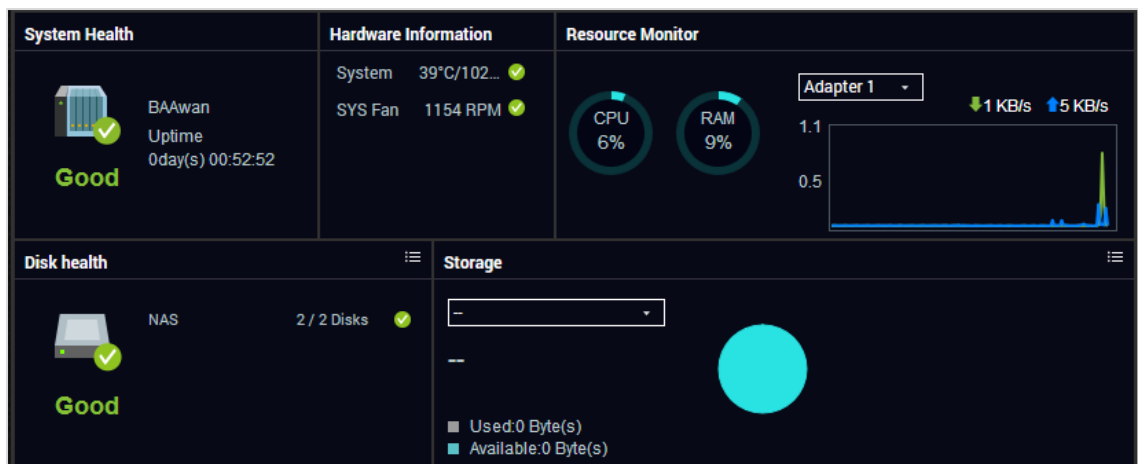 System Health
Good
BAAwan
Uptime
0day(s) 00:52:52
Hardware Information
System 39°C/102... 
SYS Fan 1154 RPM
Resource Monitor
CPU
6%
RAM
9%
Adapter 1
1 KB/s 5 KB/s
1.1
0.5
Disk health
Good
NAS 2 / 2 Disks
Storage
--
--
Used:0 Byte(s)
Available:0 Byte(s)